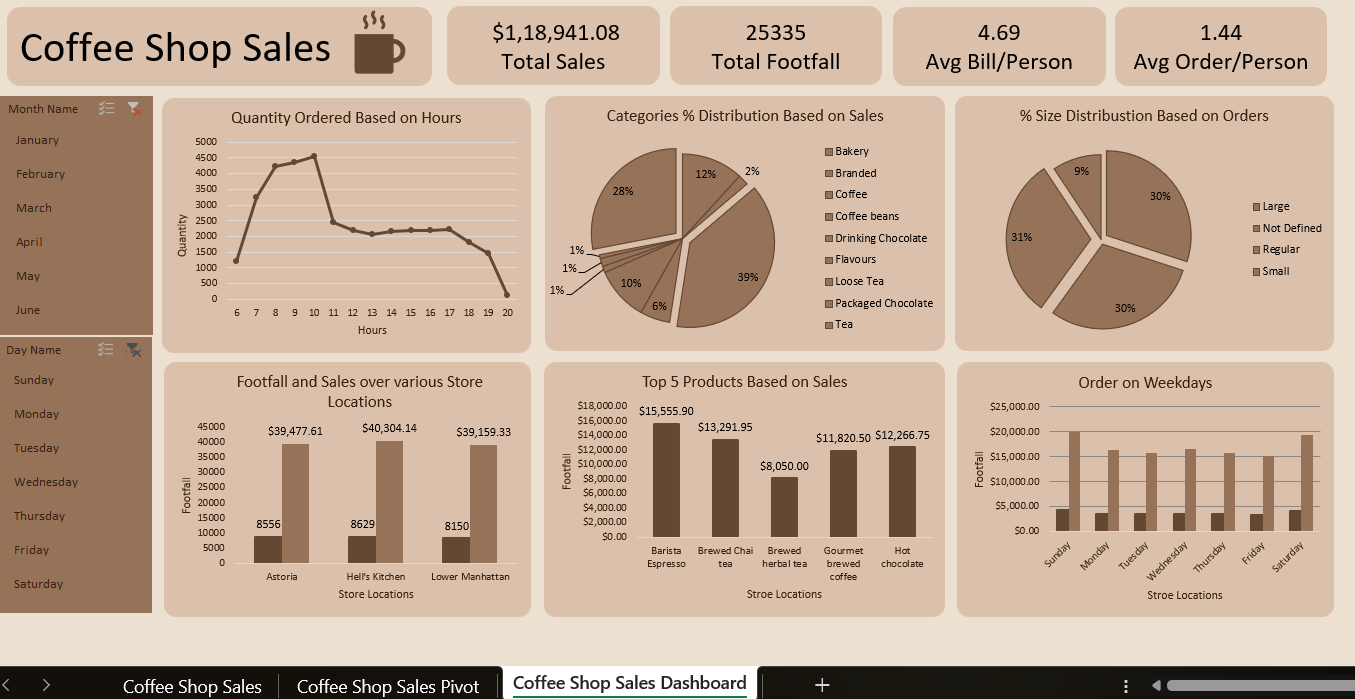 Coffee Shop Sales
$1,18,941.08
Total Sales
25335
Total Footfall
4.69
Avg Bill/Person
1.44
Avg Order/Person
Month Name
January
February
March
April
May
June
Day Name
Sunday
Monday
Tuesday
Wednesday
Thursday
Friday
Saturday
Quantity Ordered Based on Hours
Quantity
5000
4500
4000
3500
3000
2500
2000
1500
1000
500
0
6 7 8 9 10 11 12 13 14 15 16 17 18 19 20
Hours
Categories % Distribution Based on Sales
12%
2%
39%
6%
10%
1%
1%
1%
28%
Bakery
Branded
Coffee
Coffee beans
Drinking Chocolate
Flavours
Loose Tea
Packaged Chocolate
Tea
% Size Distribustion Based on Orders
30%
30%
31%
9%
Large
Not Defined
Regular
Small
Footfall and Sales over various Store
Locations
Footfall
45000
40000
35000
30000
25000
20000
15000
10000
5000
0
$39,477.61
$40,304.14
$39,159.33
8556
8629
8150
Astoria
Hell's Kitchen
Lower Manhattan
Store Locations
Top 5 Products Based on Sales
Footfall
$18,000.00
$16,000.00
$14,000.00
$12,000.00
$10,000.00
$8,000.00
$6,000.00
$4,000.00
$2,000.00
$0.00
$15,555.90
$13,291.95
$8,050.00
$11,820.50
$12,266.75
Barista
Espresso
Brewed Chai
tea
Brewed
herbal tea
Gourmet
brewed
coffee
Hot
chocolate
Stroe Locations
Order on Weekdays
Footfall
$25,000.00
$20,000.00
$15,000.00
$10,000.00
$5,000.00
$0.00
Sunday
Monday
Tuesday
Wednesday
Thursday
Friday
Saturday
Stroe Locations
Coffee Shop Sales
Coffee Shop Sales Pivot
Coffee Shop Sales Dashboard